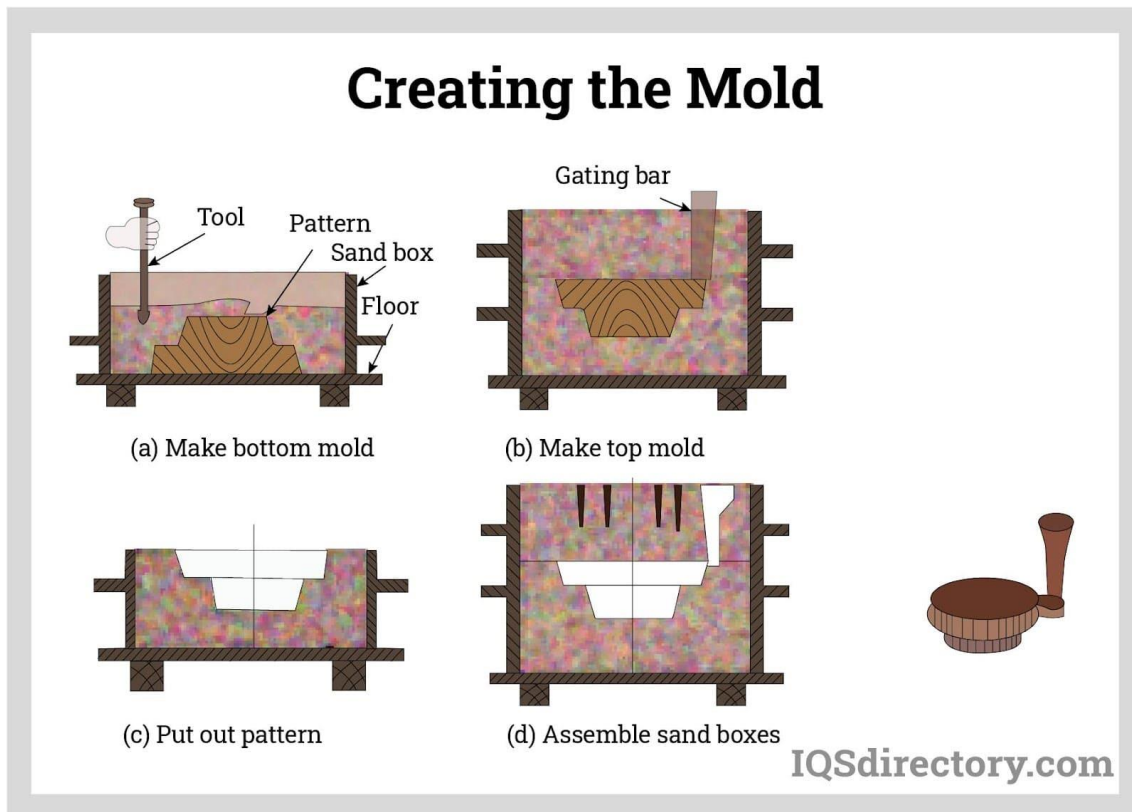 Creating the Mold
Gating bar
Tool
Pattern
Sand box
Floor
(a) Make bottom mold
(b) Make top mold
(c) Put out pattern
(d) Assemble sand boxes
IQSdirectory.com